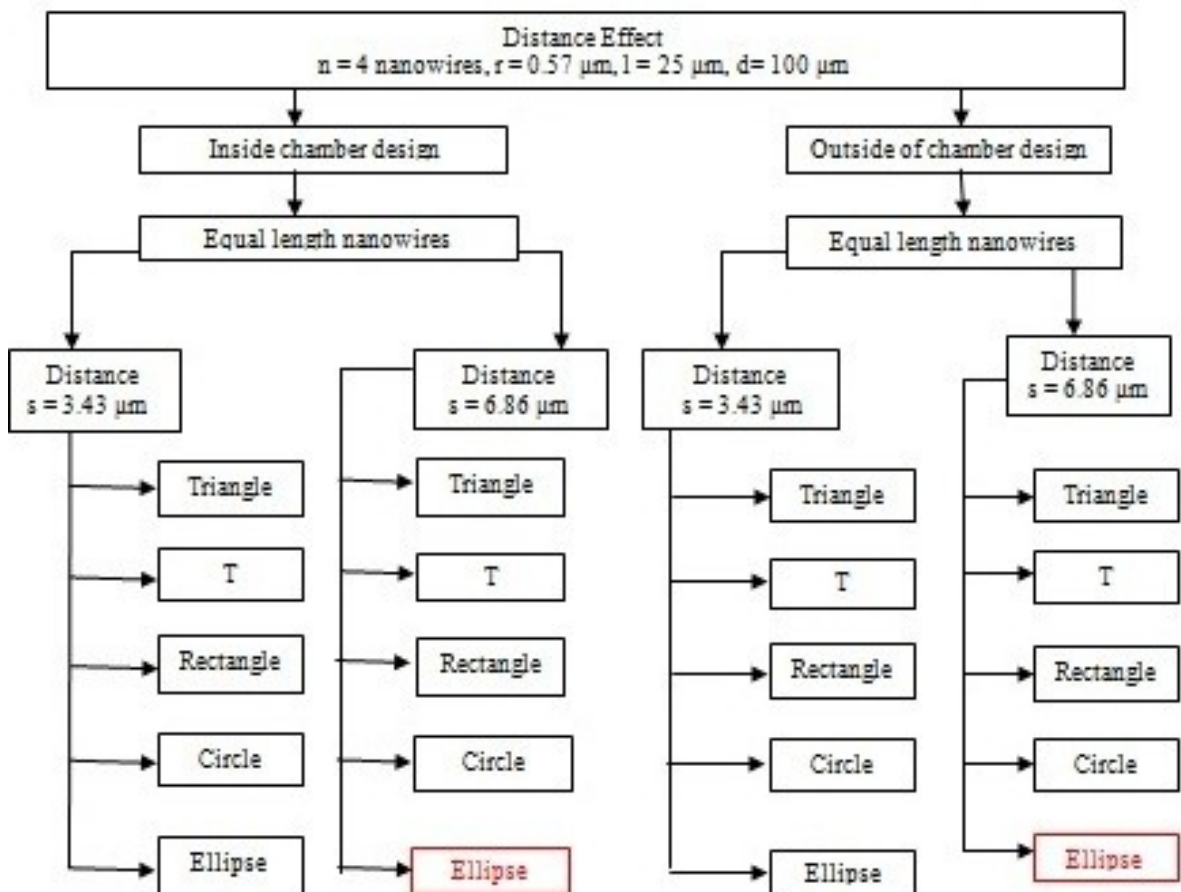 Distance Effect
n = 4 nanowires, r = 0.57 µm, l = 25 µm, d= 100 µm
Inside chamber design
Outside of chamber design
Equal length nanowires
Equal length nanowires
Distance
s = 3.43 µm
Triangle
T
Rectangle
Circle
Ellipse
Distance
s = 6.86 µm
Triangle
T
Rectangle
Circle
Ellipse
Distance
s = 3.43 µm
Triangle
T
Rectangle
Circle
Ellipse
Distance
s = 6.86 µm
Triangle
T
Rectangle
Circle
Ellipse